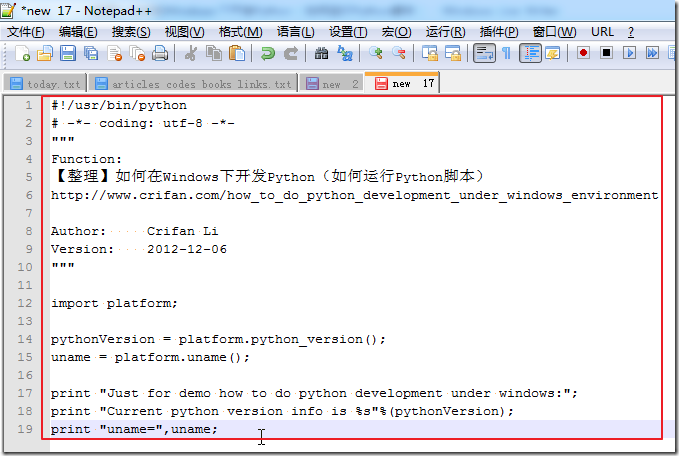 *new 17 - Notepad++
文件(F) 编辑(E) 搜索(S) 视图(V) 格式(M) 语言(L) 设置(T) 宏(O) 运行(R) 插件(P) 窗口(W) URL ?
today.txt articles codes books links.txt new 2 new 17
1 #!/usr/bin/python
2 # -*- coding: utf-8 -*-
3 """
4 Function:
5 【整理】如何在Windows下开发Python（如何运行Python脚本）
6 http://www.crifan.com/how_to_do_python_development_under_windows_environment
7
8 Author: Crifan Li
9 Version: 2012-12-06
10 """
11
12 import platform;
13
14 pythonVersion = platform.python_version();
15 uname = platform.uname();
16
17 print "Just for demo how to do python development under windows:";
18 print "Current python version info is %s"%(pythonVersion);
19 print "uname=",uname;